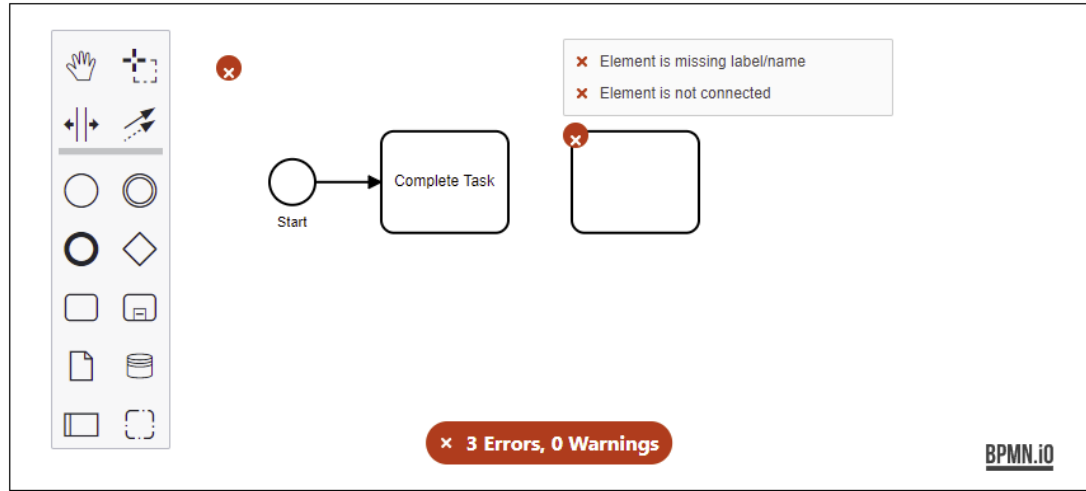 Element is missing label/name
Element is not connected
Complete Task
Start
3 Errors, 0 Warnings
BPMN.iO